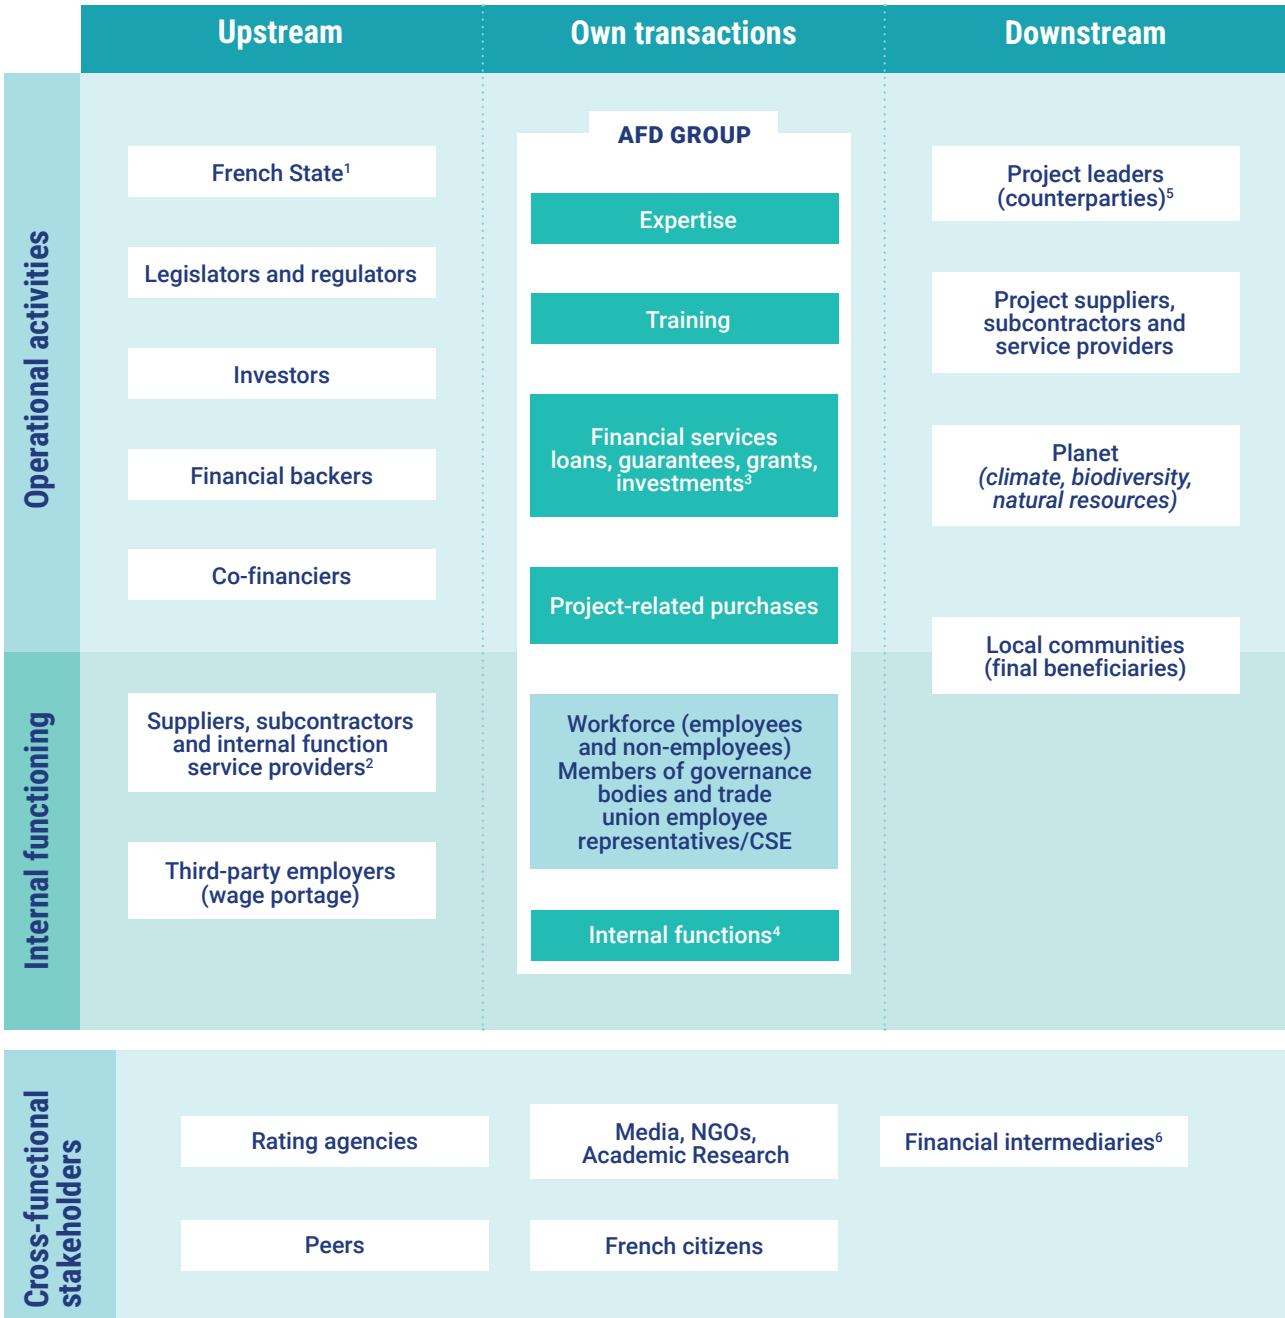 Upstream
Own transactions
Downstream
Operational activities
French State¹
Legislators and regulators
Investors
Financial backers
Co-financiers
AFD GROUP
Expertise
Training
Financial services
loans, guarantees, grants,
investments³
Project-related purchases
Project leaders
(counterparties)⁵
Project suppliers,
subcontractors and
service providers
Planet
(climate, biodiversity,
natural resources)
Local communities
(final beneficiaries)
Internal functioning
Suppliers, subcontractors
and internal function
service providers²
Third-party employers
(wage portage)
Workforce (employees
and non-employees)
Members of governance
bodies and trade
union employee
representatives/CSE
Internal functions⁴
Cross-functional
stakeholders
Rating agencies
Media, NGOs,
Academic Research
Financial intermediaries⁶
Peers
French citizens